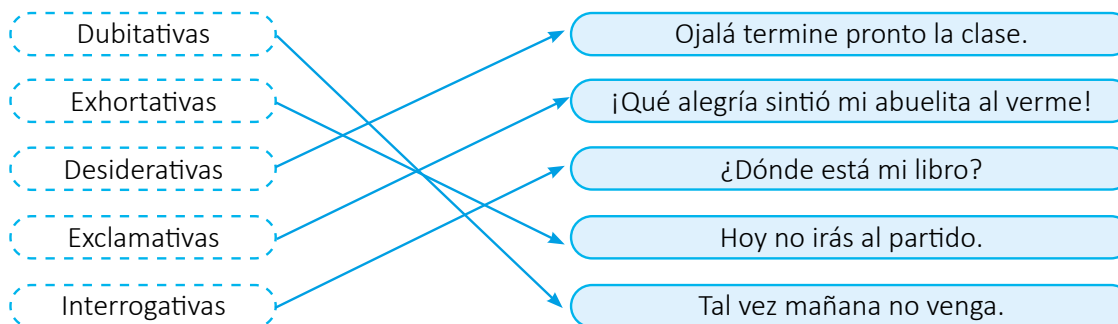 Dubitativas
Exhortativas
Desiderativas
Exclamativas
Interrogativas
Ojalá termine pronto la clase.
¡Qué alegría sintió mi abuelita al verme!
¿Dónde está mi libro?
Hoy no irás al partido.
Tal vez mañana no venga.